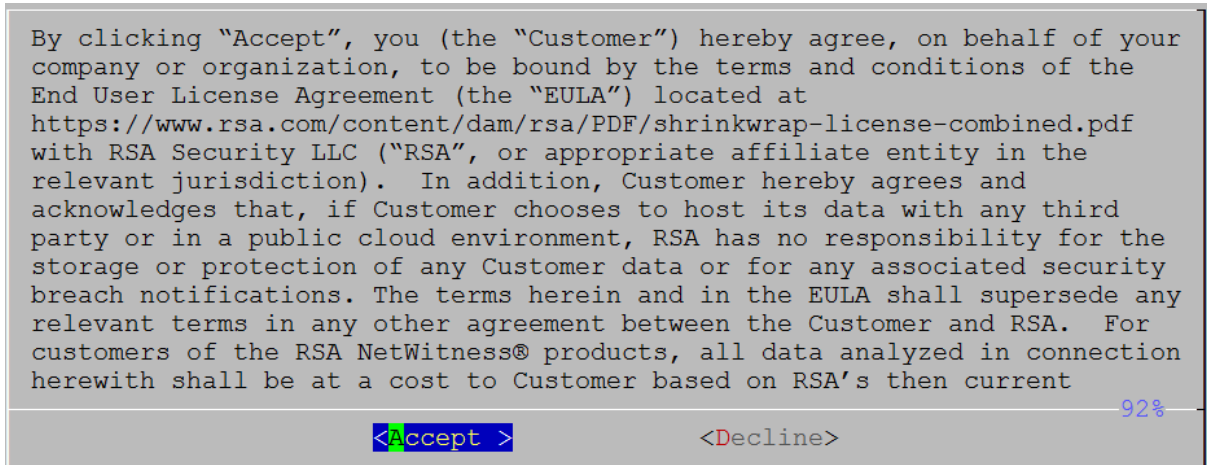 By clicking “Accept”, you (the “Customer”) hereby agree, on behalf of your
company or organization, to be bound by the terms and conditions of the
End User License Agreement (the “EULA”) located at
https://www.rsa.com/content/dam/rsa/PDF/shrinkwrap-license-combined.pdf
with RSA Security LLC (“RSA”, or appropriate affiliate entity in the
relevant jurisdiction).  In addition, Customer hereby agrees and
acknowledges that, if Customer chooses to host its data with any third
party or in a public cloud environment, RSA has no responsibility for the
storage or protection of any Customer data or for any associated security
breach notifications. The terms herein and in the EULA shall supersede any
relevant terms in any other agreement between the Customer and RSA.  For
customers of the RSA NetWitness® products, all data analyzed in connection
herewith shall be at a cost to Customer based on RSA’s then current
92%
<Accept > <Decline>